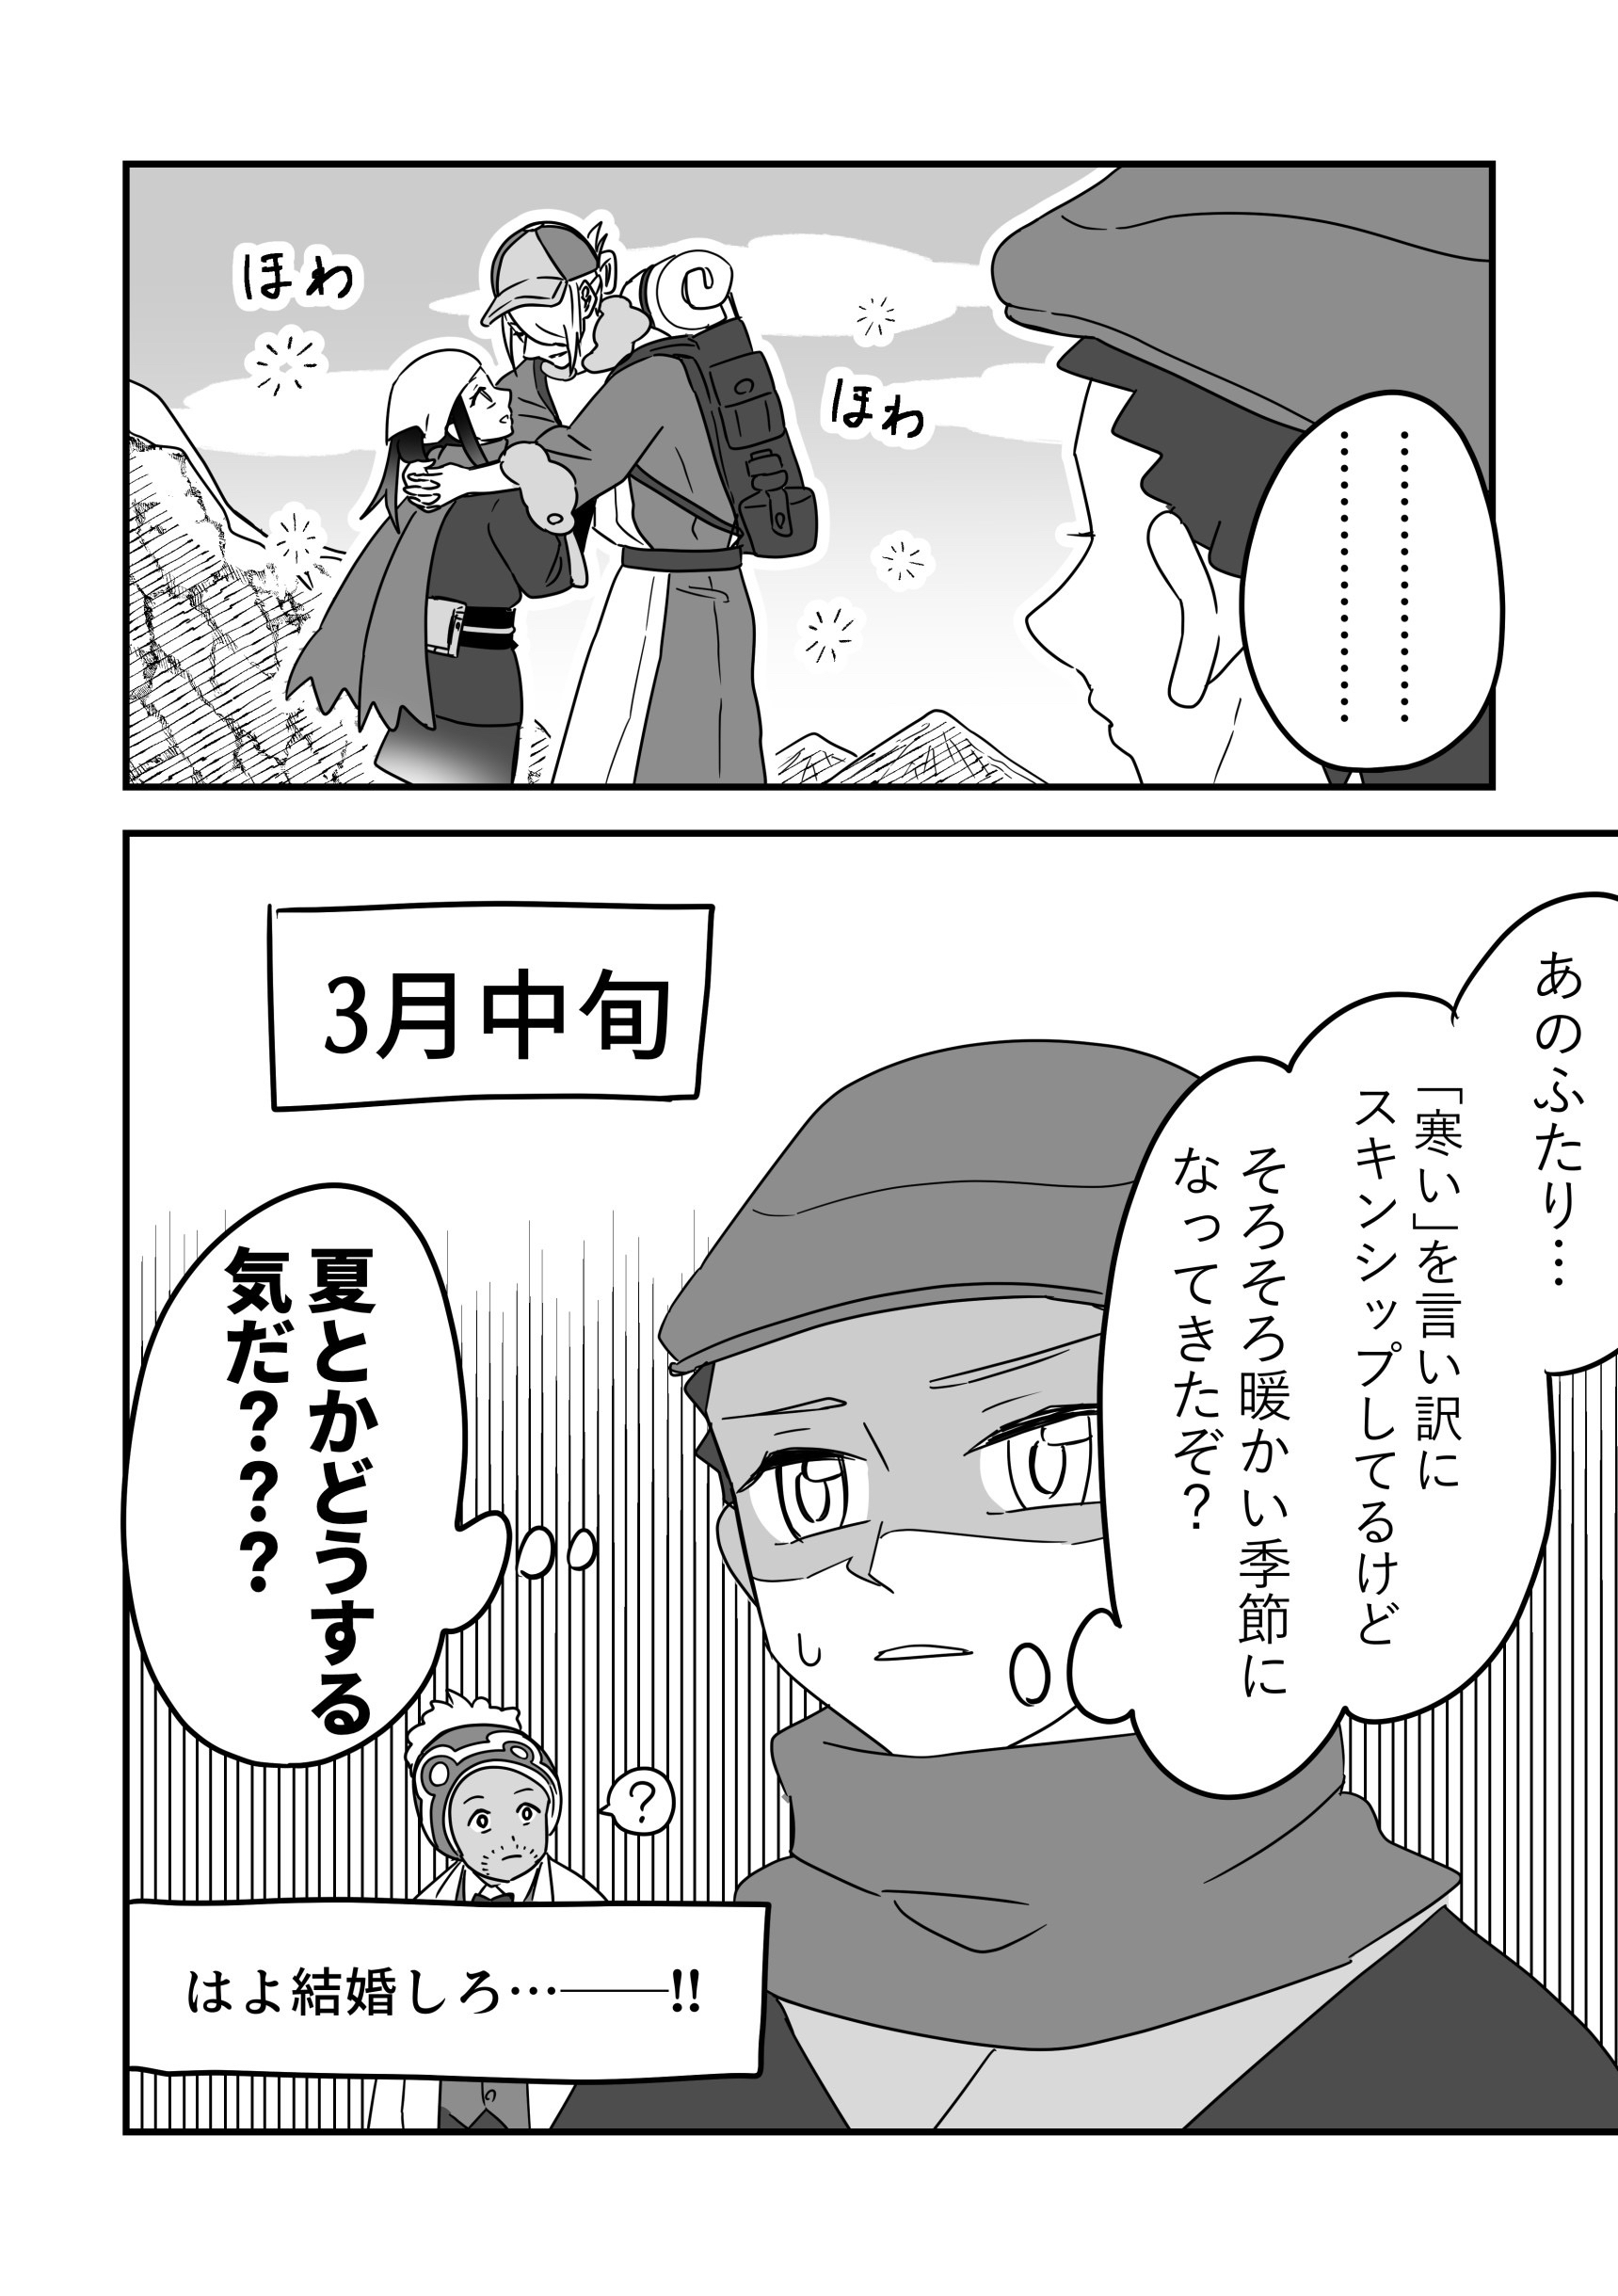 …………………………
…………………………
ほわ
ほわ
あのふたり…
「寒い」を言い訳に
スキンシップしてるけど
そろそろ暖かい季節に
なってきたぞ？
3月中旬
夏とかどうする
気だ？？？
？
はよ結婚しろ…――!!